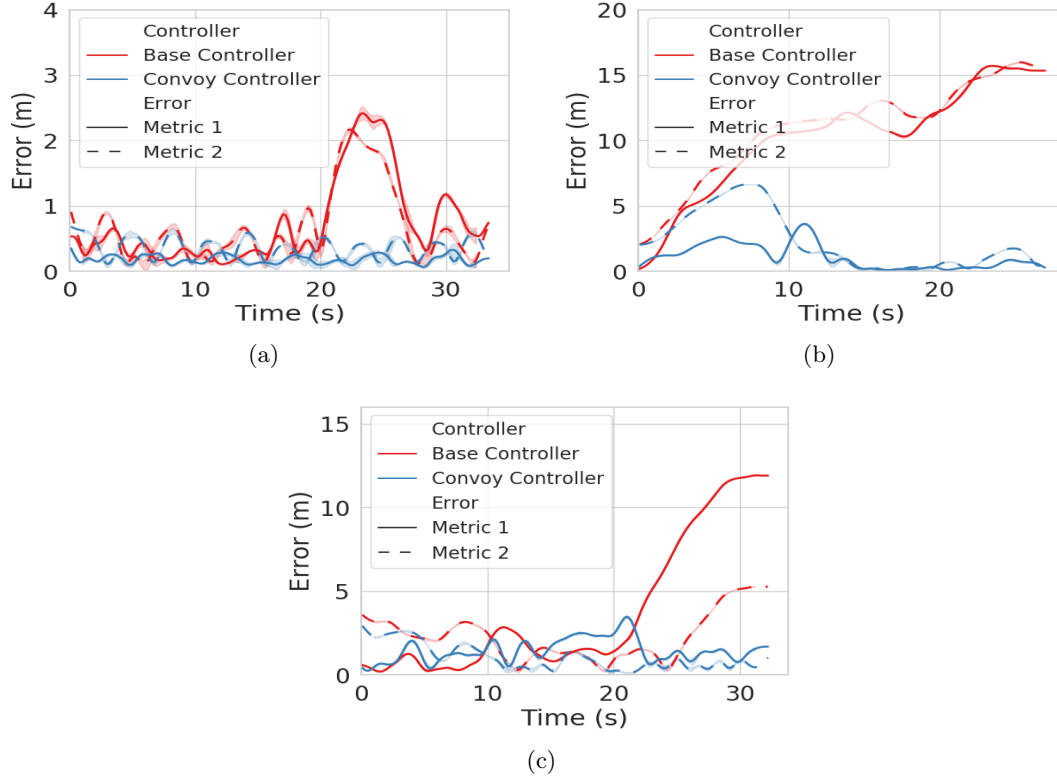 4
3
2
1
0
Error (m)
Controller
Base Controller
Convoy Controller
Error
Metric 1
Metric 2
0
10
20
30
Time (s)
(a)
20
15
10
5
0
Error (m)
Controller
Base Controller
Convoy Controller
Error
Metric 1
Metric 2
0
10
20
Time (s)
(b)
15
10
5
0
Error (m)
Controller
Base Controller
Convoy Controller
Error
Metric 1
Metric 2
0
10
20
30
Time (s)
(c)